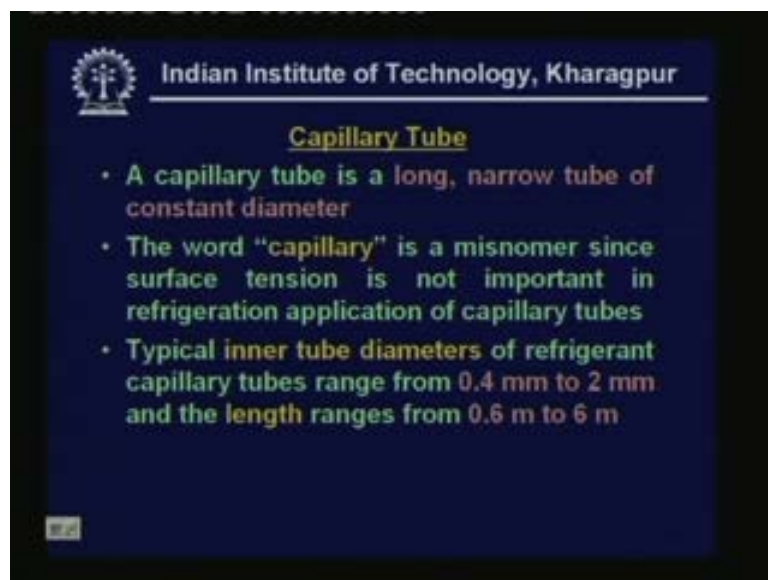 Indian Institute of Technology, Kharagpur
Capillary Tube
• A capillary tube is a long, narrow tube of
constant diameter
• The word "capillary" is a misnomer since
surface tension is not important in
refrigeration application of capillary tubes
• Typical inner tube diameters of refrigerant
capillary tubes range from 0.4 mm to 2 mm
and the length ranges from 0.6 m to 6 m